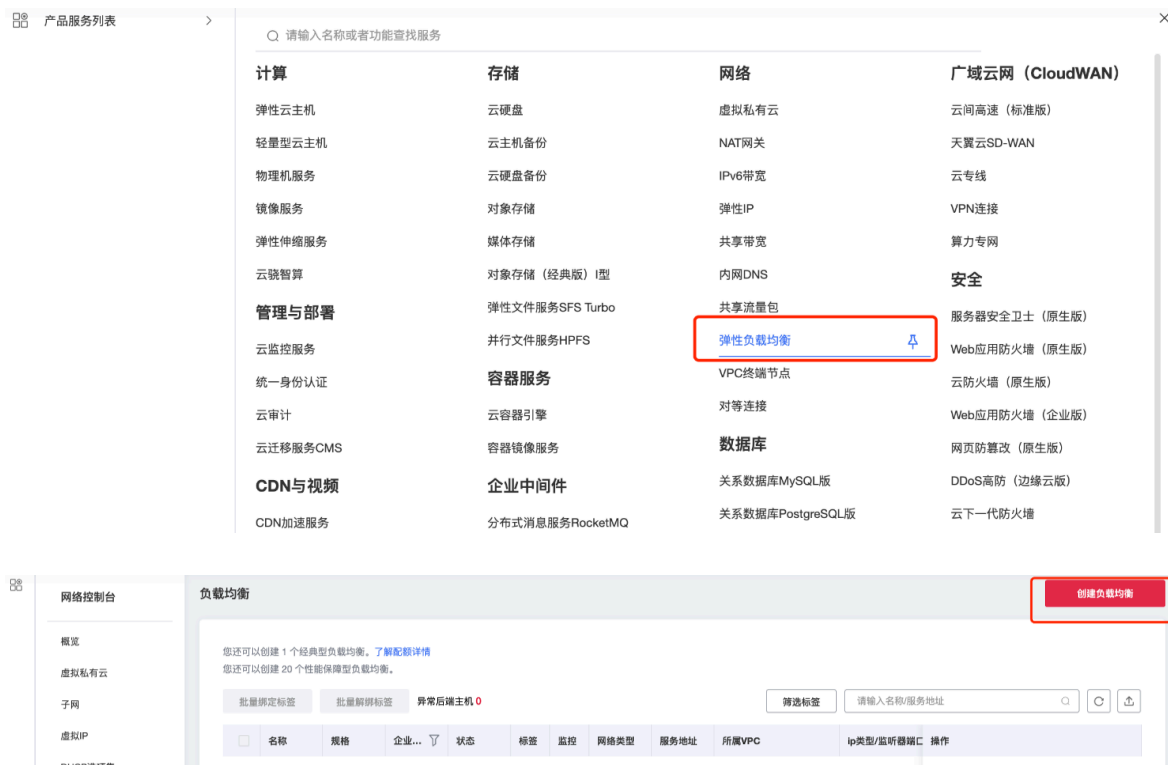 产品服务列表
请输入名称或者功能查找服务
计算
弹性云主机
轻量型云主机
物理机服务
镜像服务
弹性伸缩服务
云骁智算
管理与部署
云监控服务
统一身份认证
云审计
云迁移服务CMS
CDN与视频
CDN加速服务
存储
云硬盘
云主机备份
云硬盘备份
对象存储
媒体存储
对象存储（经典版）I型
弹性文件服务SFS Turbo
并行文件服务HPFS
容器服务
云容器引擎
容器镜像服务
企业中间件
分布式消息服务RocketMQ
网络
虚拟私有云
NAT网关
IPv6带宽
弹性IP
共享带宽
内网DNS
共享流量包
弹性负载均衡
VPC终端节点
对等连接
数据库
关系数据库MySQL版
关系数据库PostgreSQL版
广域云网（CloudWAN）
云间高速（标准版）
天翼云SD-WAN
云专线
VPN连接
算力专网
安全
服务器安全卫士（原生版）
Web应用防火墙（原生版）
云防火墙（原生版）
Web应用防火墙（企业版）
网页防篡改（原生版）
DDoS高防（边缘云版）
云下一代防火墙
网络控制台
概览
虚拟私有云
子网
虚拟IP
负载均衡
创建负载均衡
您还可以创建 1 个经典型负载均衡。了解配额详情
您还可以创建 20 个性能保障型负载均衡。
批量绑定标签 批量解绑标签 异常后端主机 0 筛选标签 请输入名称/服务地址
名称 规格 企业... 状态 标签 监控 网络类型 服务地址 所属VPC ip类型/监听器端口 操作